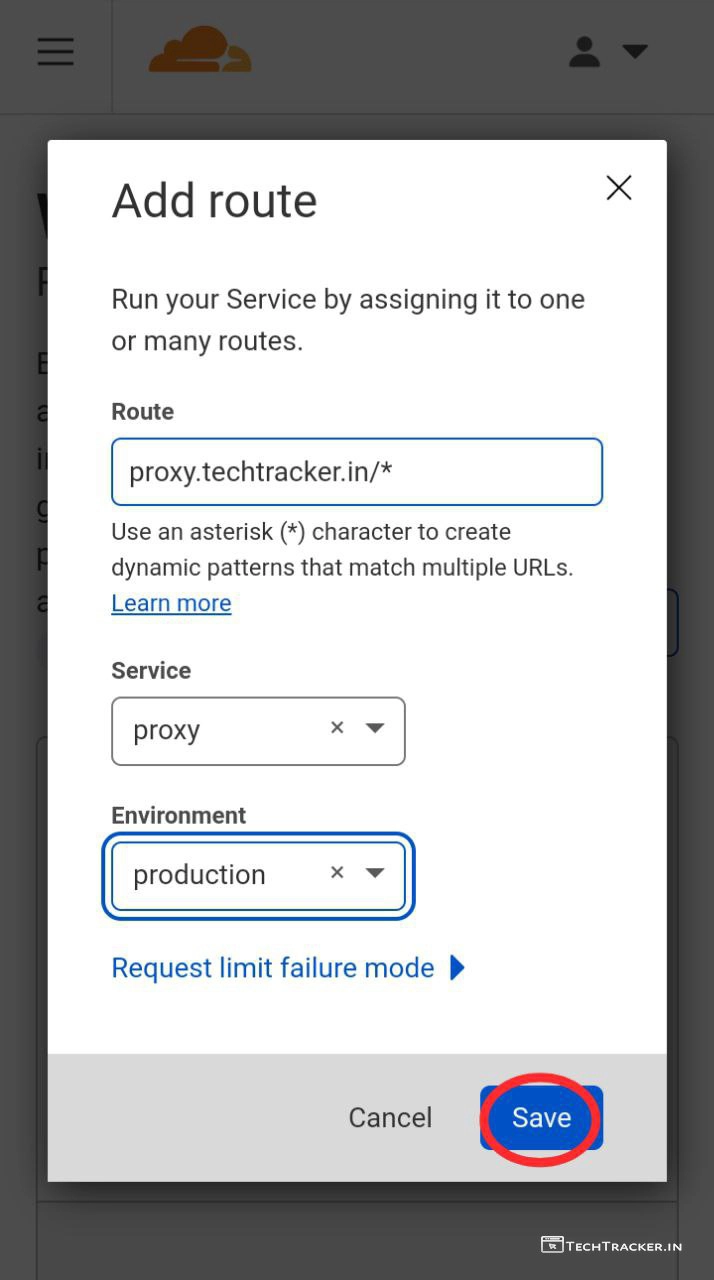 Add route
Run your Service by assigning it to one
or many routes.
Route
proxy.techtracker.in/*
Use an asterisk (*) character to create
dynamic patterns that match multiple URLs.
Learn more
Service
proxy
Environment
production
Request limit failure mode
Cancel
Save
TECHTRACKER.IN